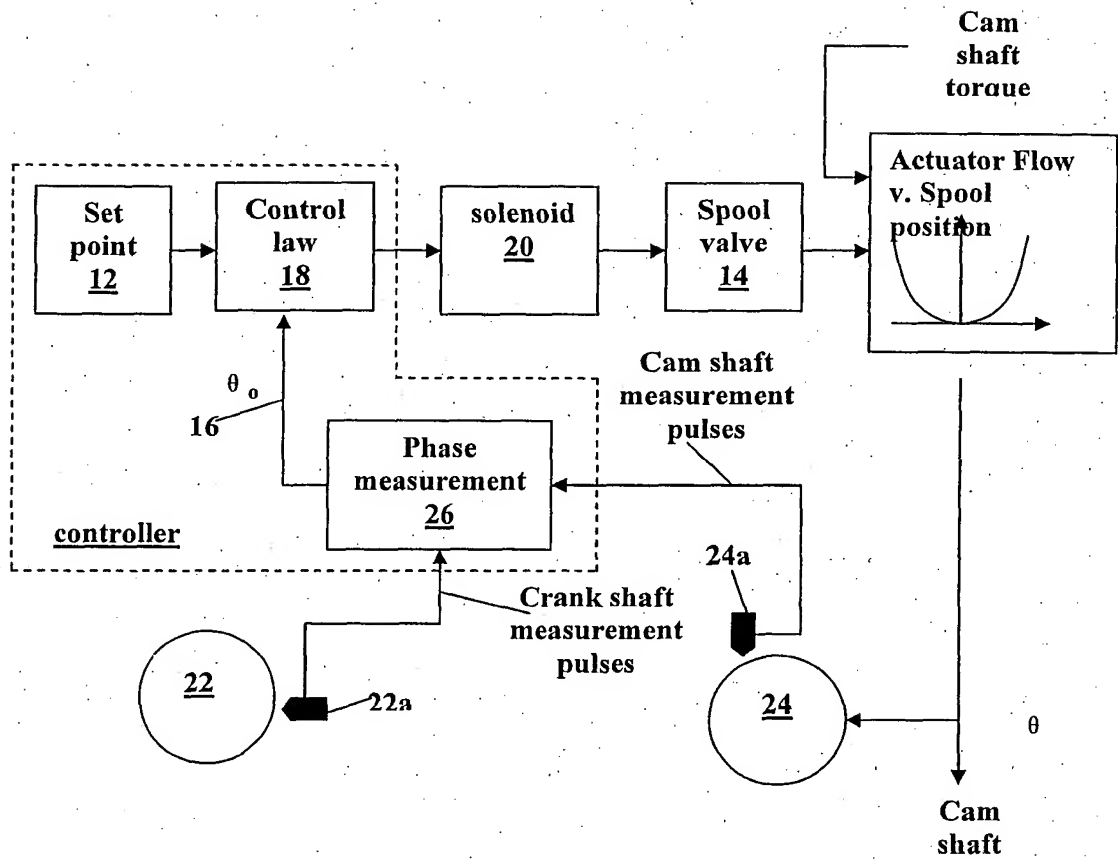 Cam
shaft
torque
Actuator Flow
v. Spool
position
Set
point
12
Control
law
18
solenoid
20
Spool
valve
14
θ o
16
Cam shaft
measurement
pulses
Phase
measurement
26
controller
24a
Crank shaft
measurement
pulses
22
22a
24
θ
Cam
shaft